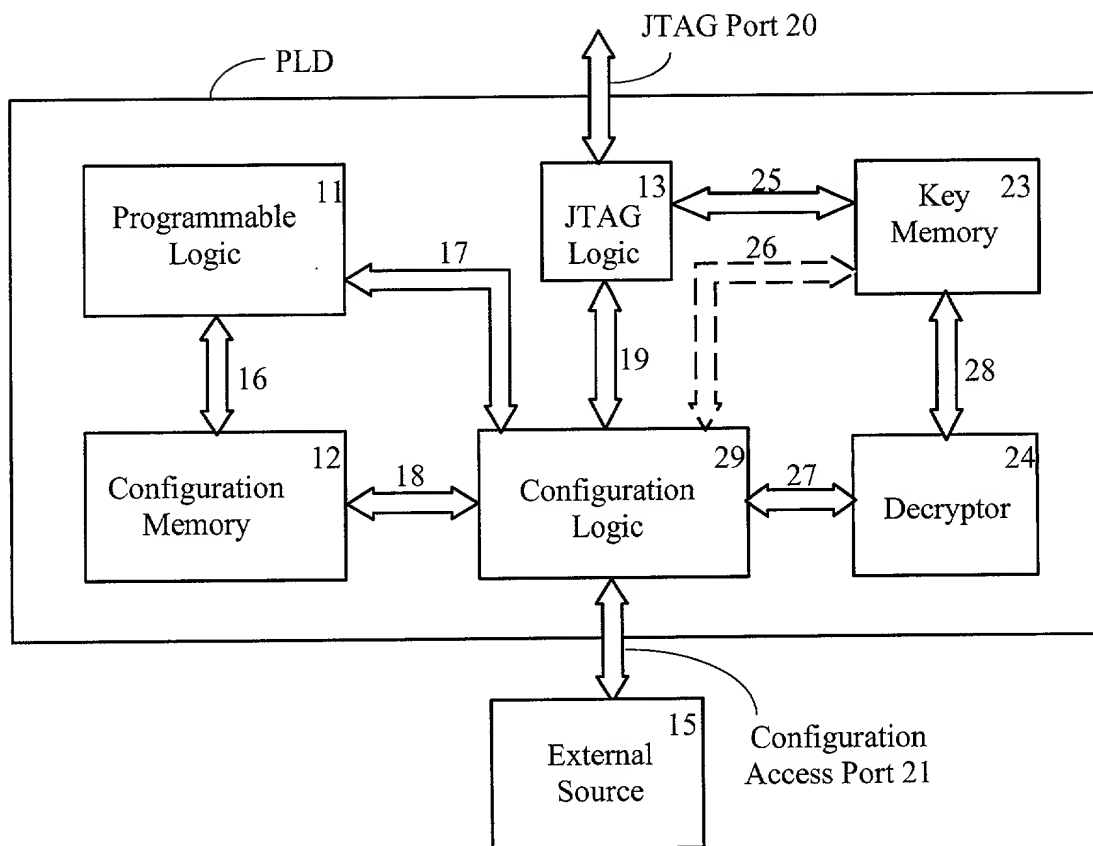 JTAG Port 20
PLD
11
Programmable
Logic
13
JTAG
Logic
25
23
Key
Memory
17
26
16
19
28
12
Configuration
Memory
18
29
Configuration
Logic
27
24
Decryptor
15
External
Source
Configuration
Access Port 21